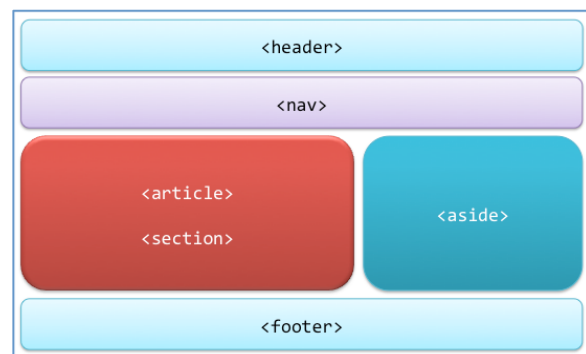 <header>
<nav>
<article>
<section>
<aside>
<footer>